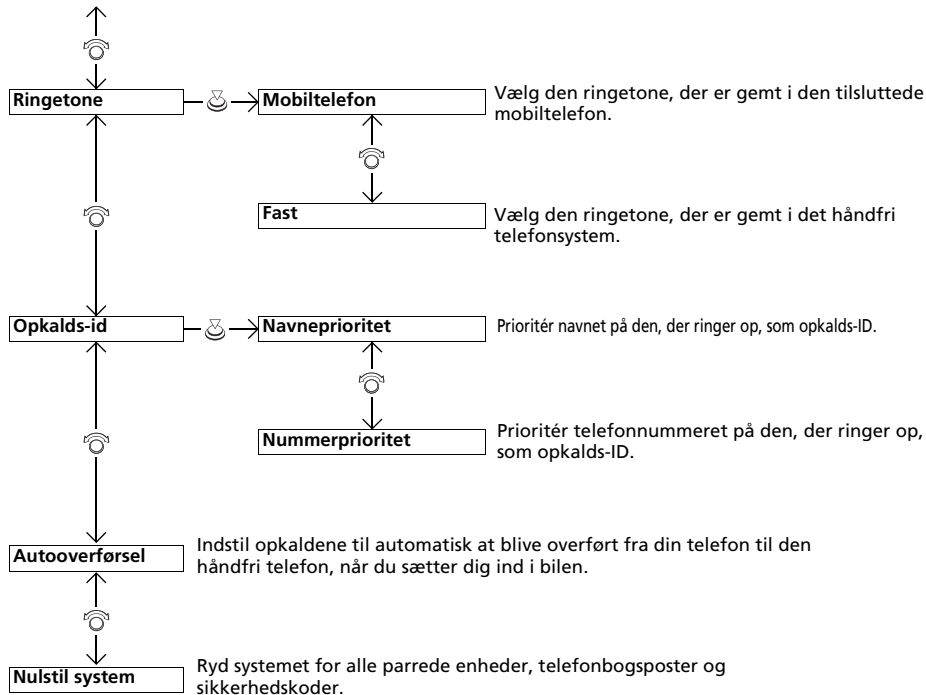 Ringetone
Mobiltelefon
Vælg den ringetone, der er gemt i den tilsluttede
mobiltelefon.
Fast
Vælg den ringetone, der er gemt i det håndfri
telefonsystem.
Opkalds-id
Navneprioritet
Prioritér navnet på den, der ringer op, som opkalds-ID.
Nummerprioritet
Prioritér telefonnummeret på den, der ringer op,
som opkalds-ID.
Autooverførsel
Indstil opkaldene til automatisk at blive overført fra din telefon til den
håndfri telefon, når du sætter dig ind i bilen.
Nulstil system
Ryd systemet for alle parrede enheder, telefonbogsposter og
sikkerhedskoder.